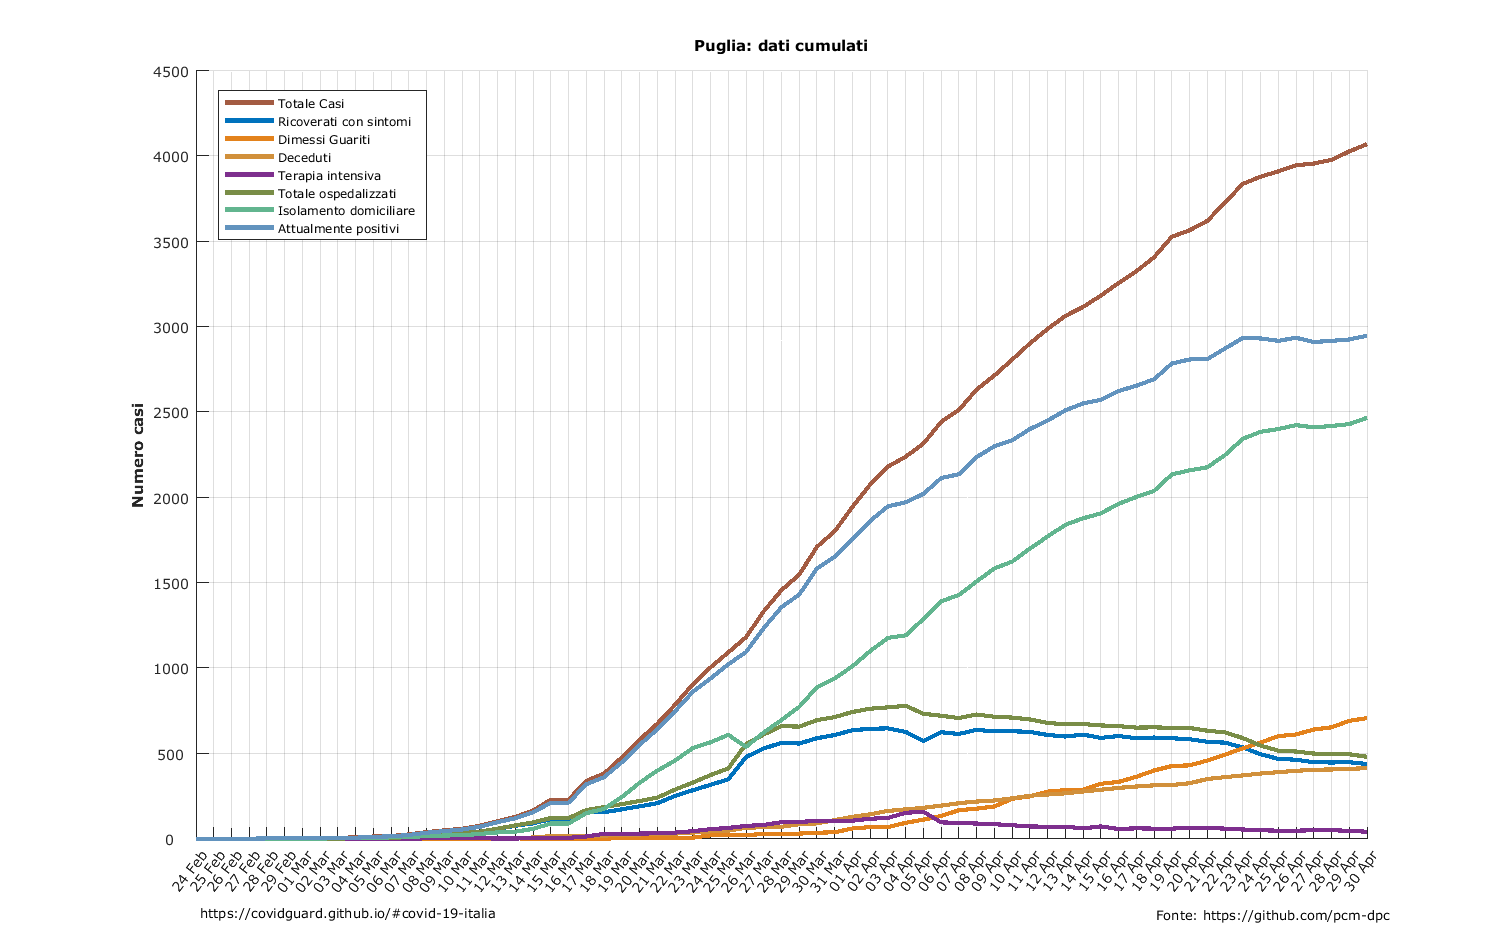 Puglia: dati cumulati
4500
4000
3500
3000
2500
2000
1500
1000
500
0
Numero casi
Totale Casi
Ricoverati con sintomi
Dimessi Guariti
Deceduti
Terapia intensiva
Totale ospedalizzati
Isolamento domiciliare
Attualmente positivi
24 Feb
25 Feb
26 Feb
27 Feb
28 Feb
29 Feb
01 Mar
02 Mar
03 Mar
04 Mar
05 Mar
06 Mar
07 Mar
08 Mar
09 Mar
10 Mar
11 Mar
12 Mar
13 Mar
14 Mar
15 Mar
16 Mar
17 Mar
18 Mar
19 Mar
20 Mar
21 Mar
22 Mar
23 Mar
24 Mar
25 Mar
26 Mar
27 Mar
28 Mar
29 Mar
30 Mar
31 Mar
01 Apr
02 Apr
03 Apr
04 Apr
05 Apr
06 Apr
07 Apr
08 Apr
09 Apr
10 Apr
11 Apr
12 Apr
13 Apr
14 Apr
15 Apr
16 Apr
17 Apr
18 Apr
19 Apr
20 Apr
21 Apr
22 Apr
23 Apr
24 Apr
25 Apr
26 Apr
27 Apr
28 Apr
29 Apr
30 Apr
https://covidguard.github.io/#covid-19-italia
Fonte: https://github.com/pcm-dpc